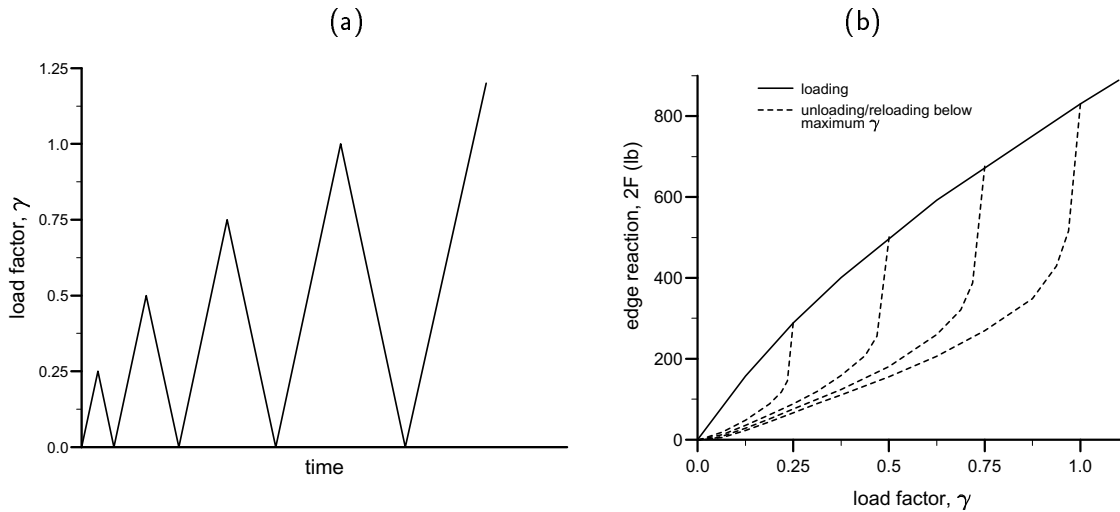 (a)
1.25
1.0
0.75
0.5
0.25
0.0
load factor, γ
time
(b)
loading
unloading/reloading below
maximum γ
800
600
400
200
0
edge reaction, 2F (lb)
0.0 0.25 0.5 0.75 1.0
load factor, γ